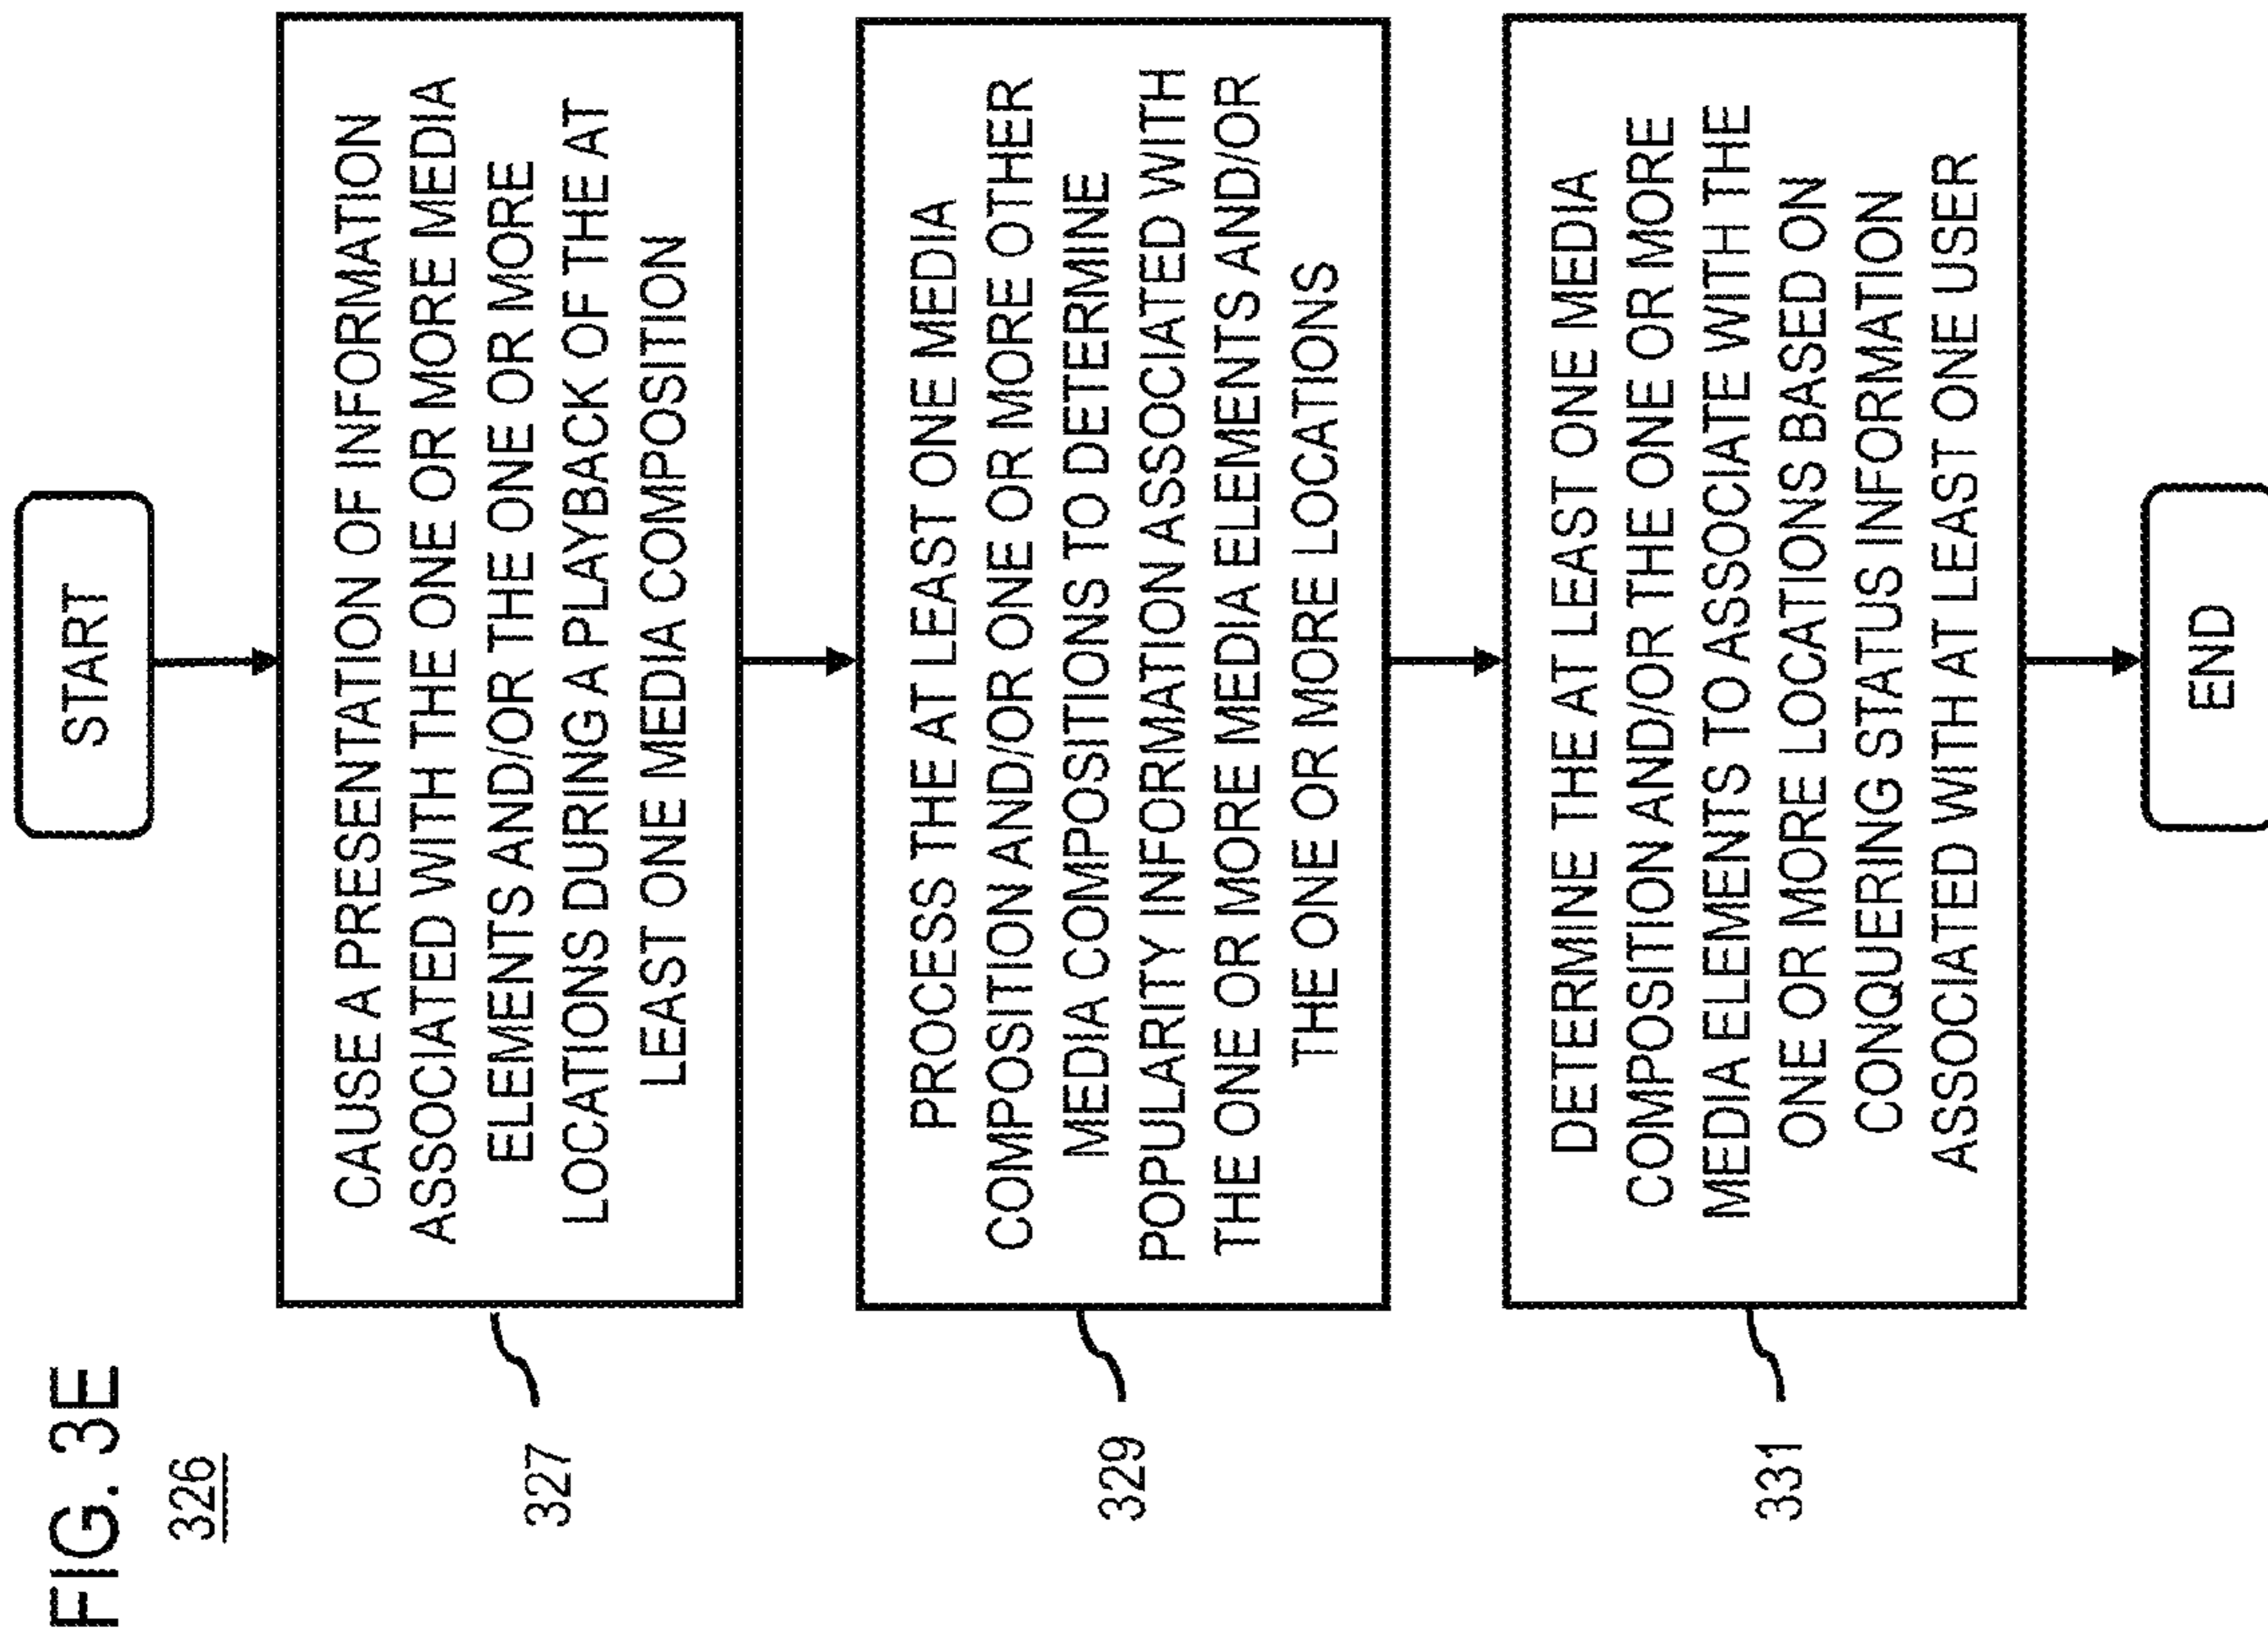 FIG. 3E
326
START
CAUSE A PRESENTATION OF INFORMATION
ASSOCIATED WITH THE ONE OR MORE MEDIA
ELEMENTS AND/OR THE ONE OR MORE
LOCATIONS DURING A PLAYBACK OF THE AT
LEAST ONE MEDIA COMPOSITION
327
PROCESS THE AT LEAST ONE MEDIA
COMPOSITION AND/OR ONE OR MORE OTHER
MEDIA COMPOSITIONS TO DETERMINE
POPULARITY INFORMATION ASSOCIATED WITH
THE ONE OR MORE MEDIA ELEMENTS AND/OR
THE ONE OR MORE LOCATIONS
329
DETERMINE THE AT LEAST ONE MEDIA
COMPOSITION AND/OR THE ONE OR MORE
MEDIA ELEMENTS TO ASSOCIATE WITH THE
ONE OR MORE LOCATIONS BASED ON
CONQUERING STATUS INFORMATION
ASSOCIATED WITH AT LEAST ONE USER
331
END